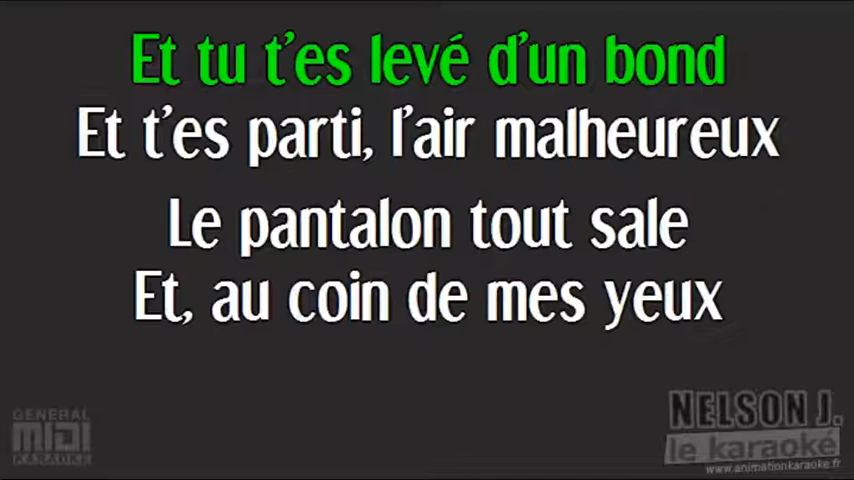 Et tu t'es levé d'un bond
Et t'es parti, l'air malheureux
Le pantalon tout sale
Et, au coin de mes yeux
GENERAL
MIDI
KARAOKE
NELSON J.
le karaoké
www.animationkaraoke.fr